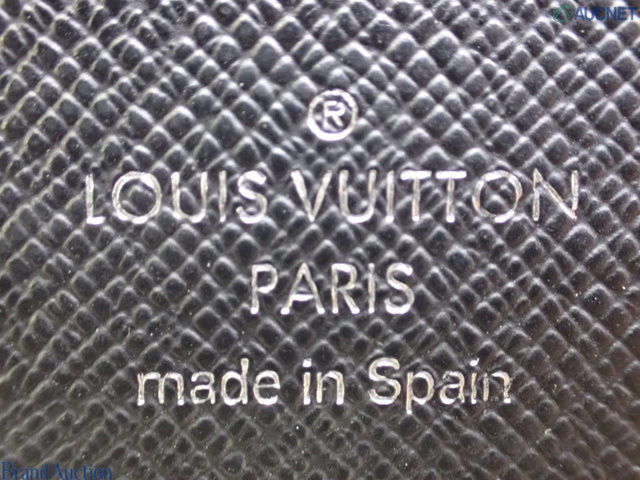 AUCNET
®
LOUIS VUITTON
PARIS
made in Spain
Brand Auction